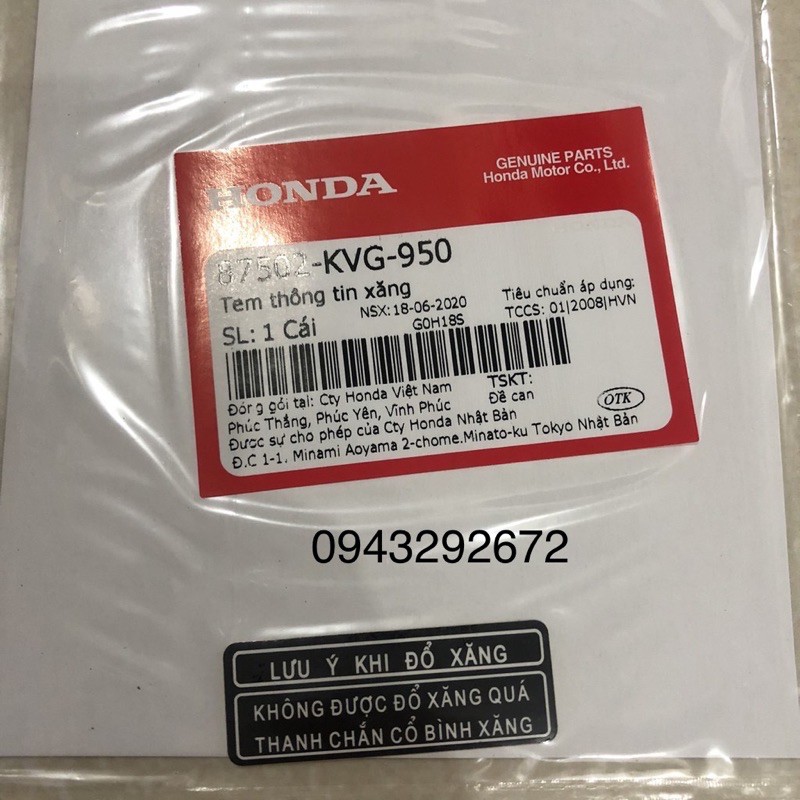 HONDA
GENUINE PARTS
Honda Motor Co., Ltd.
87502-KVG-950
Tem thông tin xăng
NSX:18-06-2020
Tiêu chuẩn áp dụng:
SL: 1 Cái
G0H18S
TCCS: 01|2008|HVN
Đóng gói tại: Cty Honda Việt Nam
TSKT:
Phúc Thắng, Phúc Yên, Vĩnh Phúc
Đề can
OTK
Được sự cho phép của Cty Honda Nhật Bản
Đ.C 1-1. Minami Aoyama 2-chome.Minato-ku Tokyo Nhật Bản
0943292672
LƯU Ý KHI ĐỔ XĂNG
KHÔNG ĐƯỢC ĐỔ XĂNG QUÁ
THANH CHẮN CỔ BÌNH XĂNG